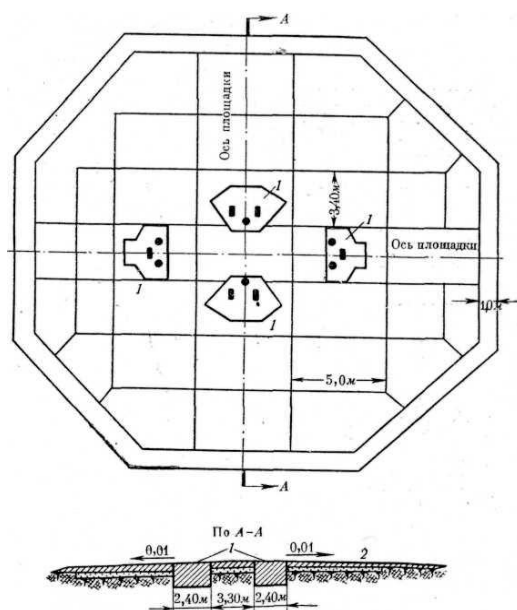 A
Ось площадки
1
3,40м
1
Ось площадки
1
1
1,0м
5,0м
A
По А-А
0,01
1
0,01
2
2,40м
3,30м
2,40м